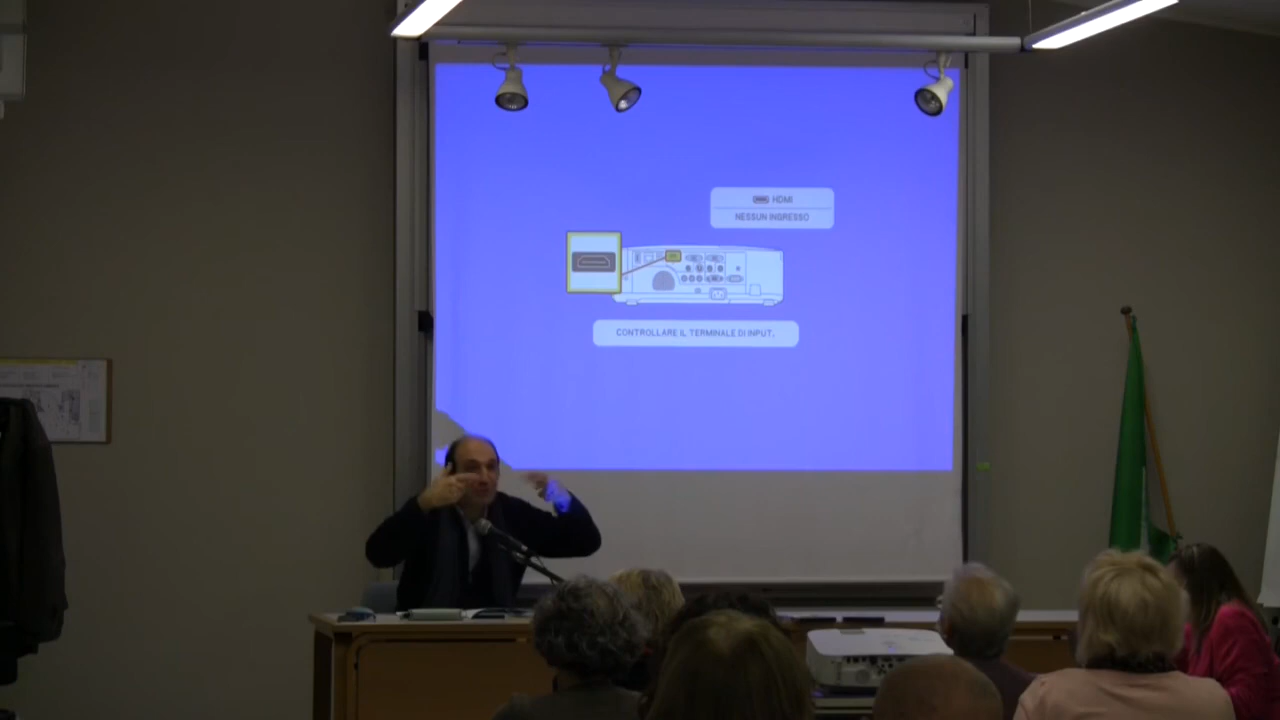 HDMI
NESSUN INGRESSO
CONTROLLARE IL TERMINALE DI INPUT.